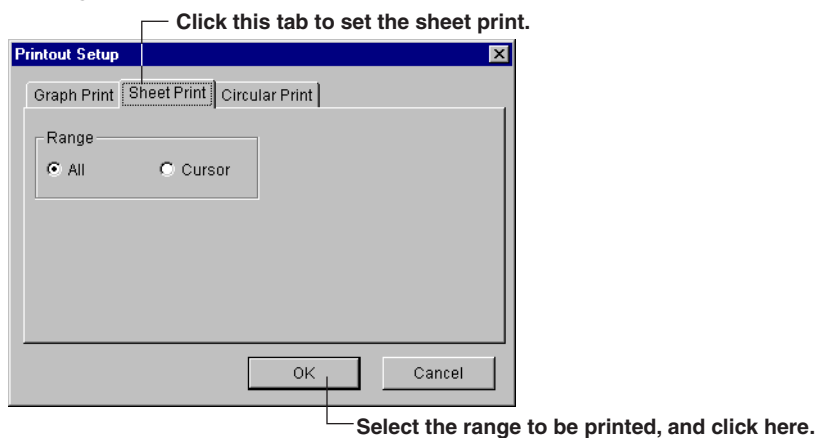 Click this tab to set the sheet print.
Printout Setup
Graph Print Sheet Print Circular Print
Range
All Cursor
OK Cancel
Select the range to be printed, and click here.